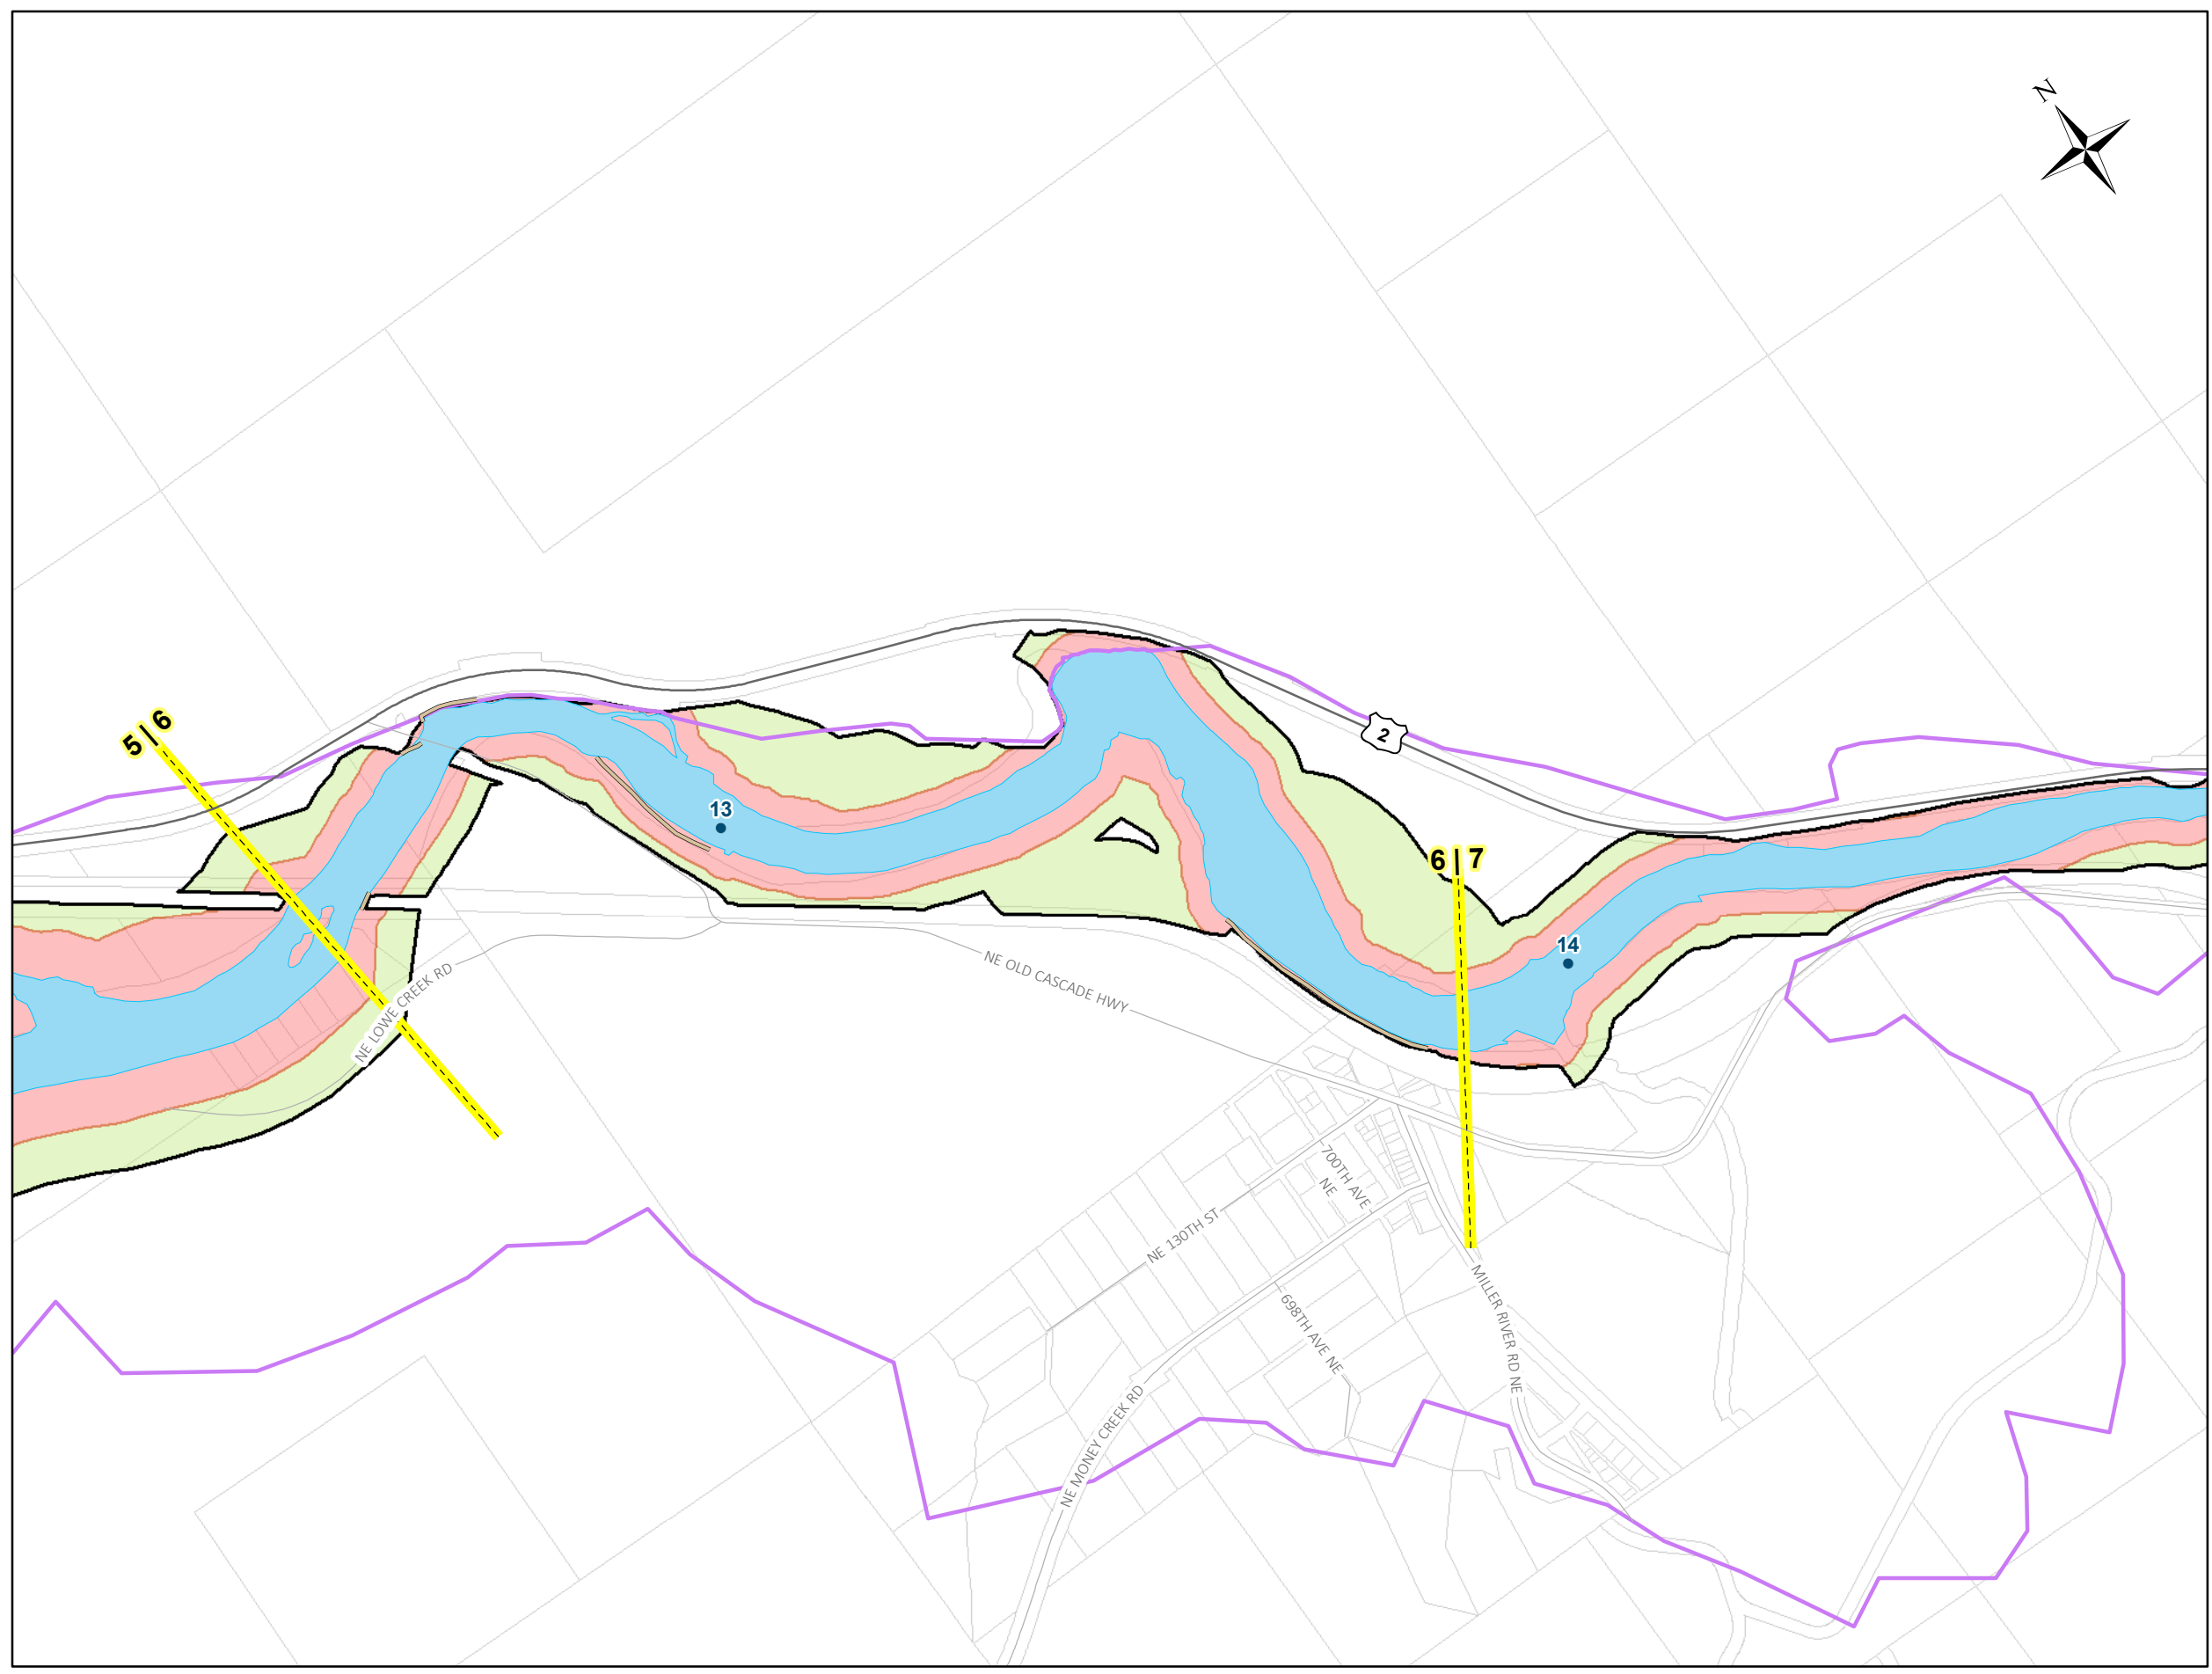 N
5 | 6
2
13
6 | 7
14
NE LOWE CREEK RD
NE OLD CASCADE HWY
700TH AVE
NE
NE 130TH ST
698TH AVE NE
MILLER RIVER RD NE
NE MONEY CREEK RD